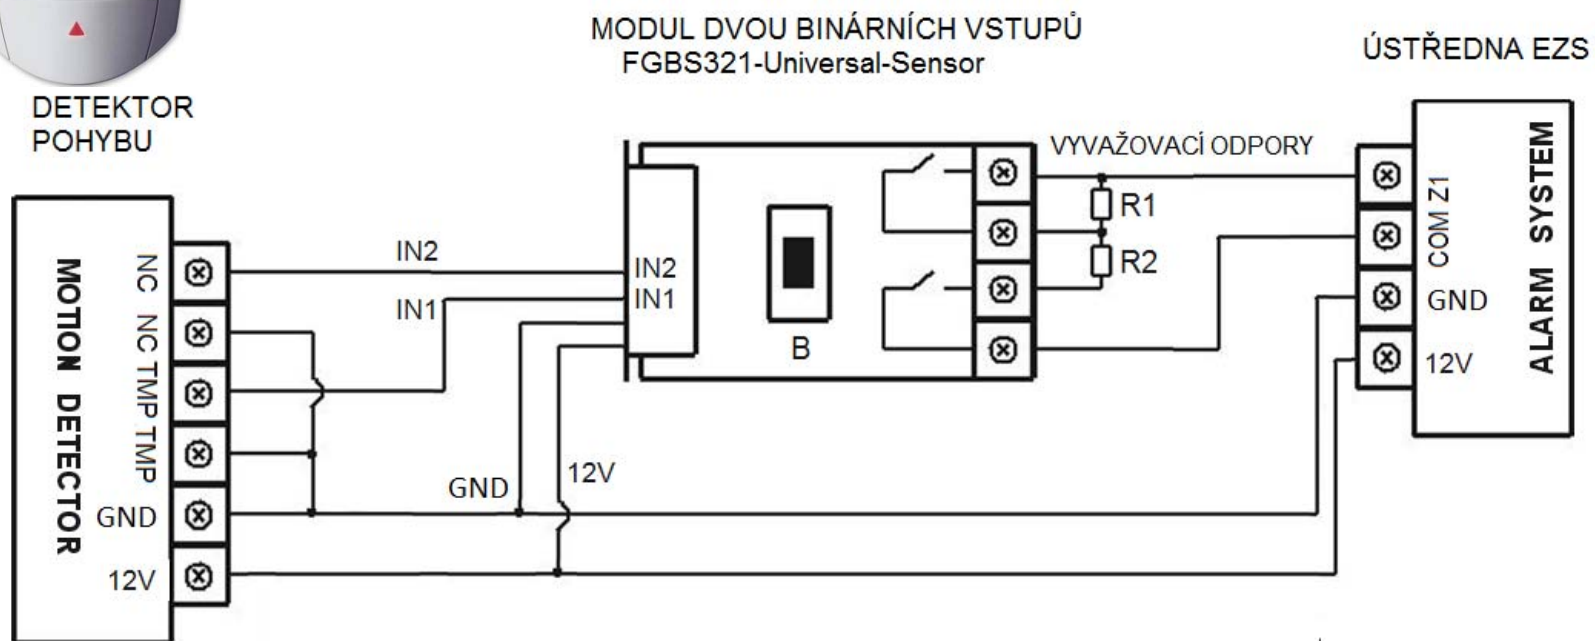 MODUL DVOU BINÁRNÍCH VSTUPŮ
FGBS321-Universal-Sensor
ÚSTŘEDNA EZS
DETEKTOR
POHYBU
VYVAŽOVACÍ ODPORY
R1
R2
IN2
IN1
IN2
IN1
B
GND
12V
MOTION DETECTOR
NC NC TMP TMP
GND
12V
COM Z1
GND
12V
ALARM SYSTEM